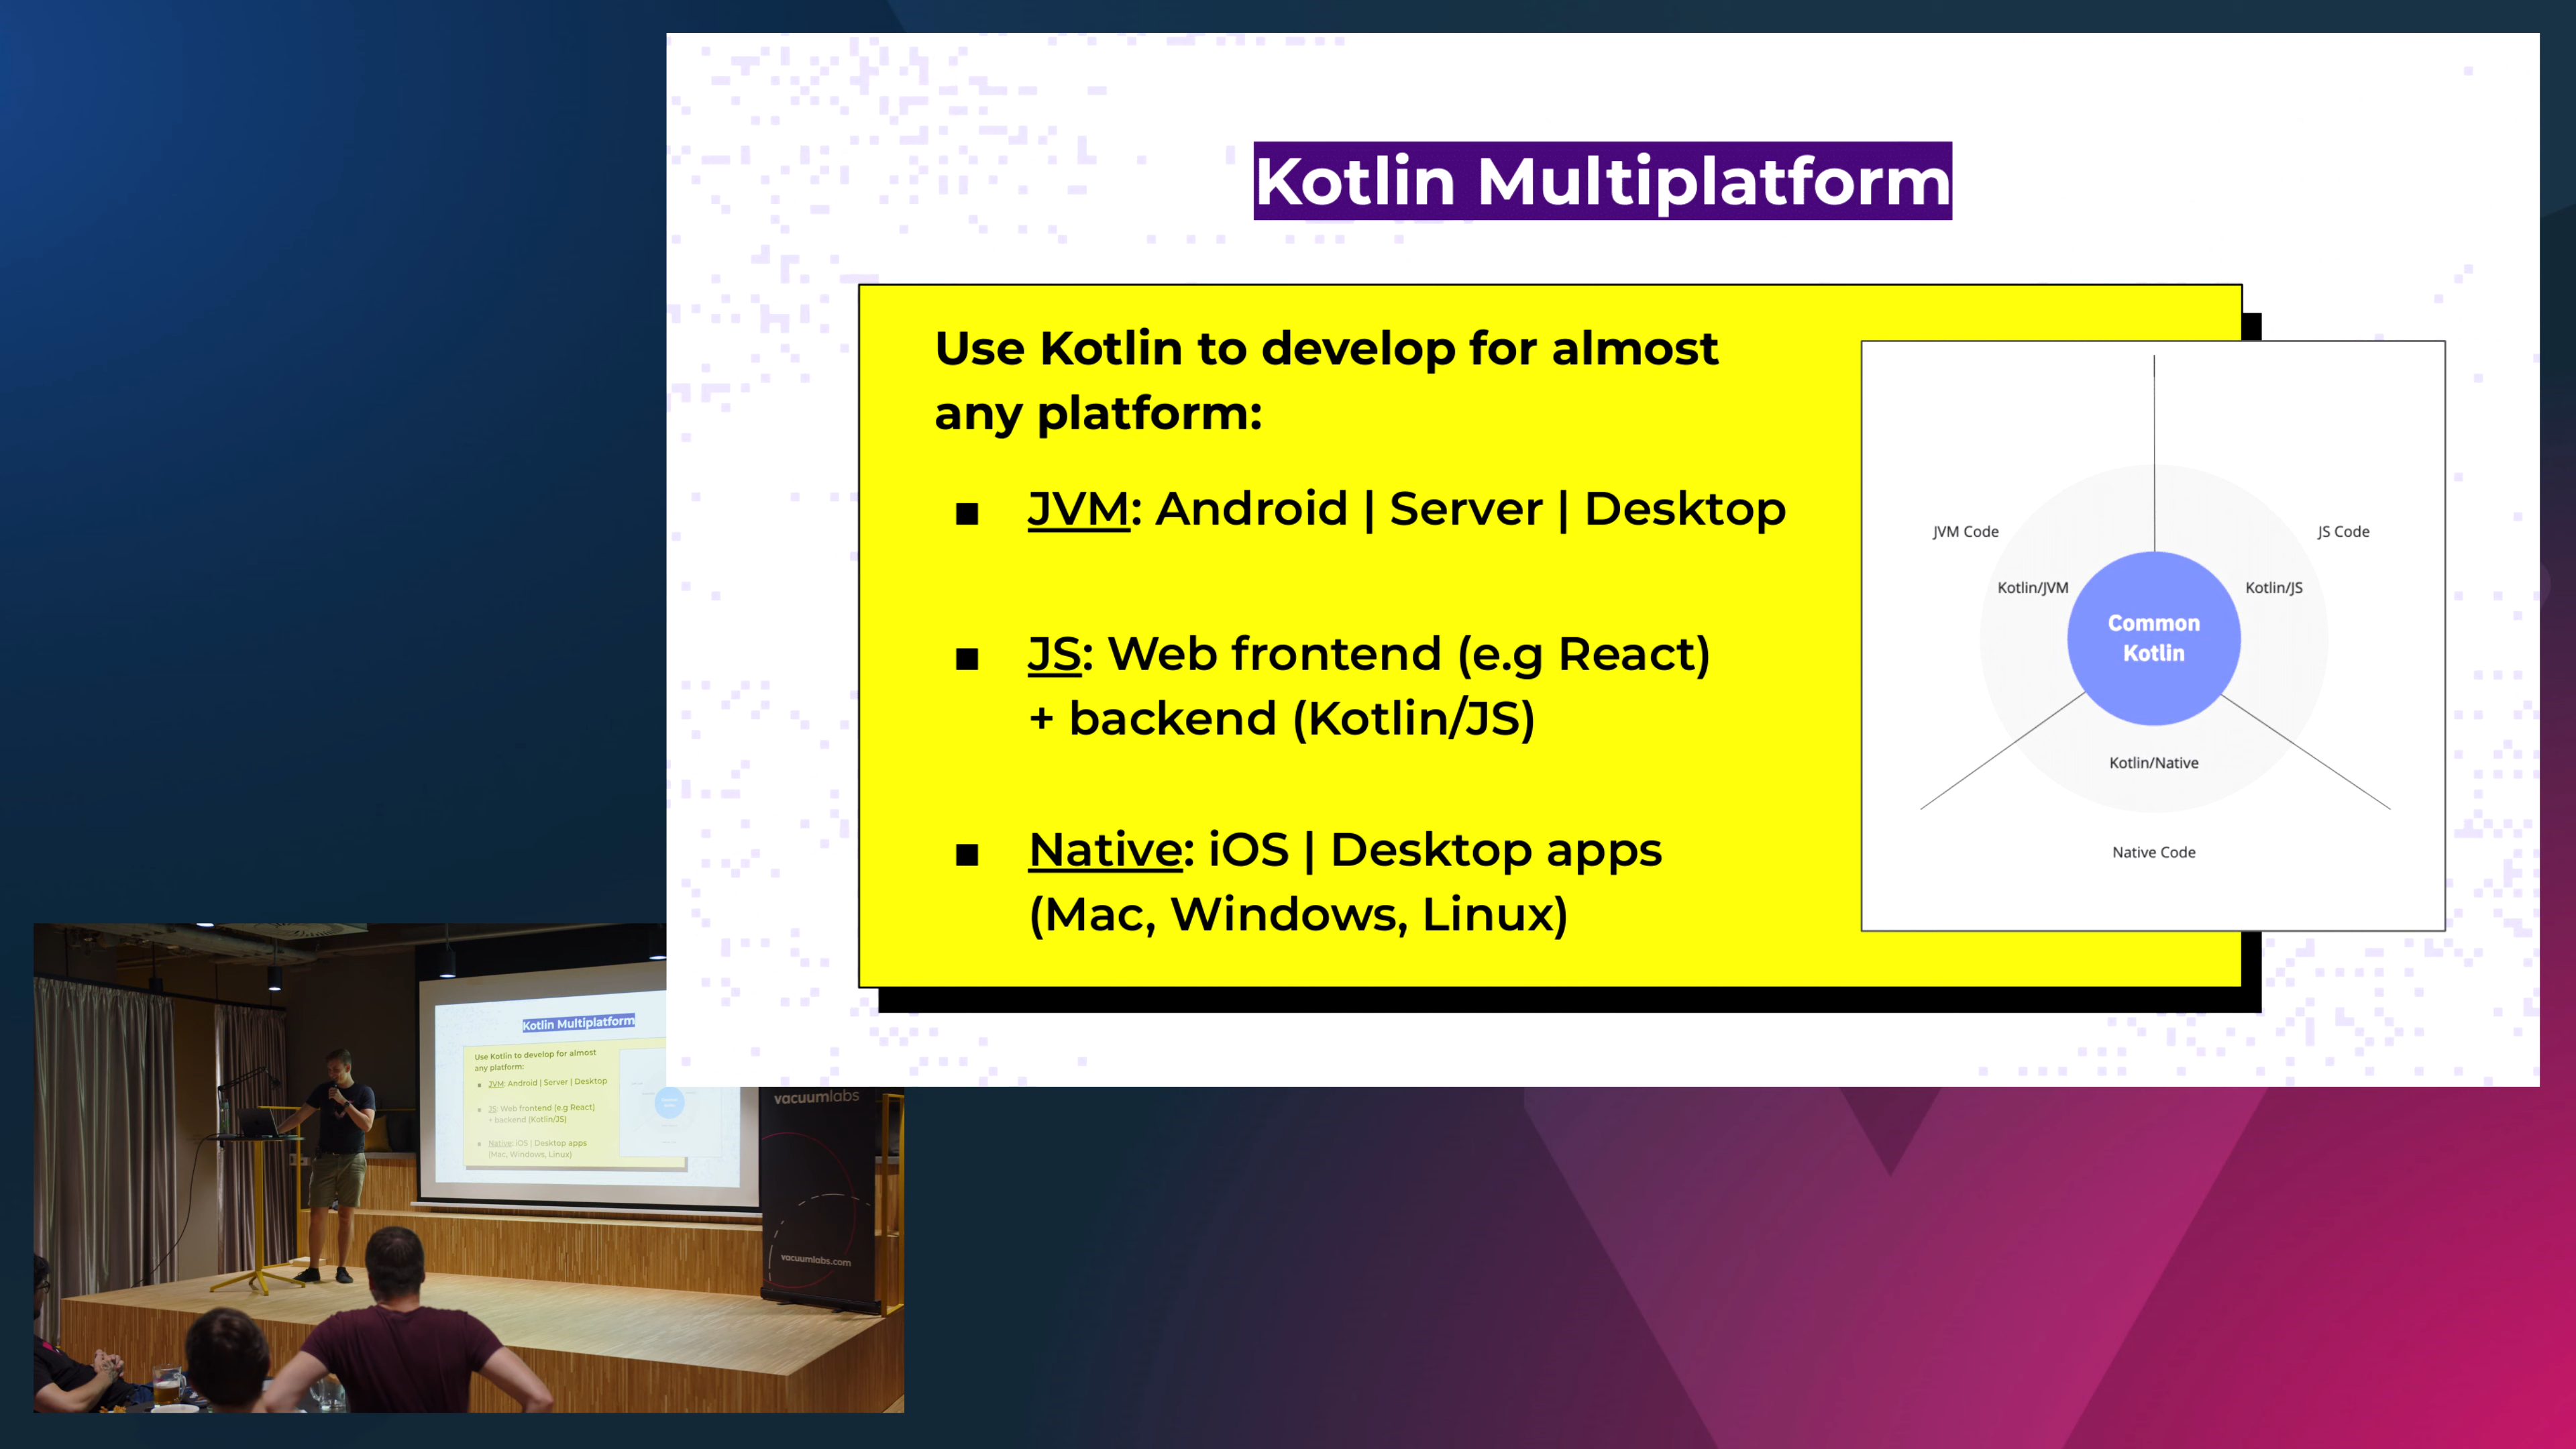 Kotlin Multiplatform
Use Kotlin to develop for almost
any platform:
■ JVM: Android | Server | Desktop
■ JS: Web frontend (e.g React)
+ backend (Kotlin/JS)
■ Native: iOS | Desktop apps
(Mac, Windows, Linux)
JVM Code
JS Code
Kotlin/JVM
Kotlin/JS
Common
Kotlin
Kotlin/Native
Native Code
Kotlin Multiplatform
Use Kotlin to develop for almost
any platform:
■ JVM: Android | Server | Desktop
■ JS: Web frontend (e.g React)
+ backend (Kotlin/JS)
■ Native: iOS | Desktop apps
(Mac, Windows, Linux)
vacuumlabs
vacuumlabs.com